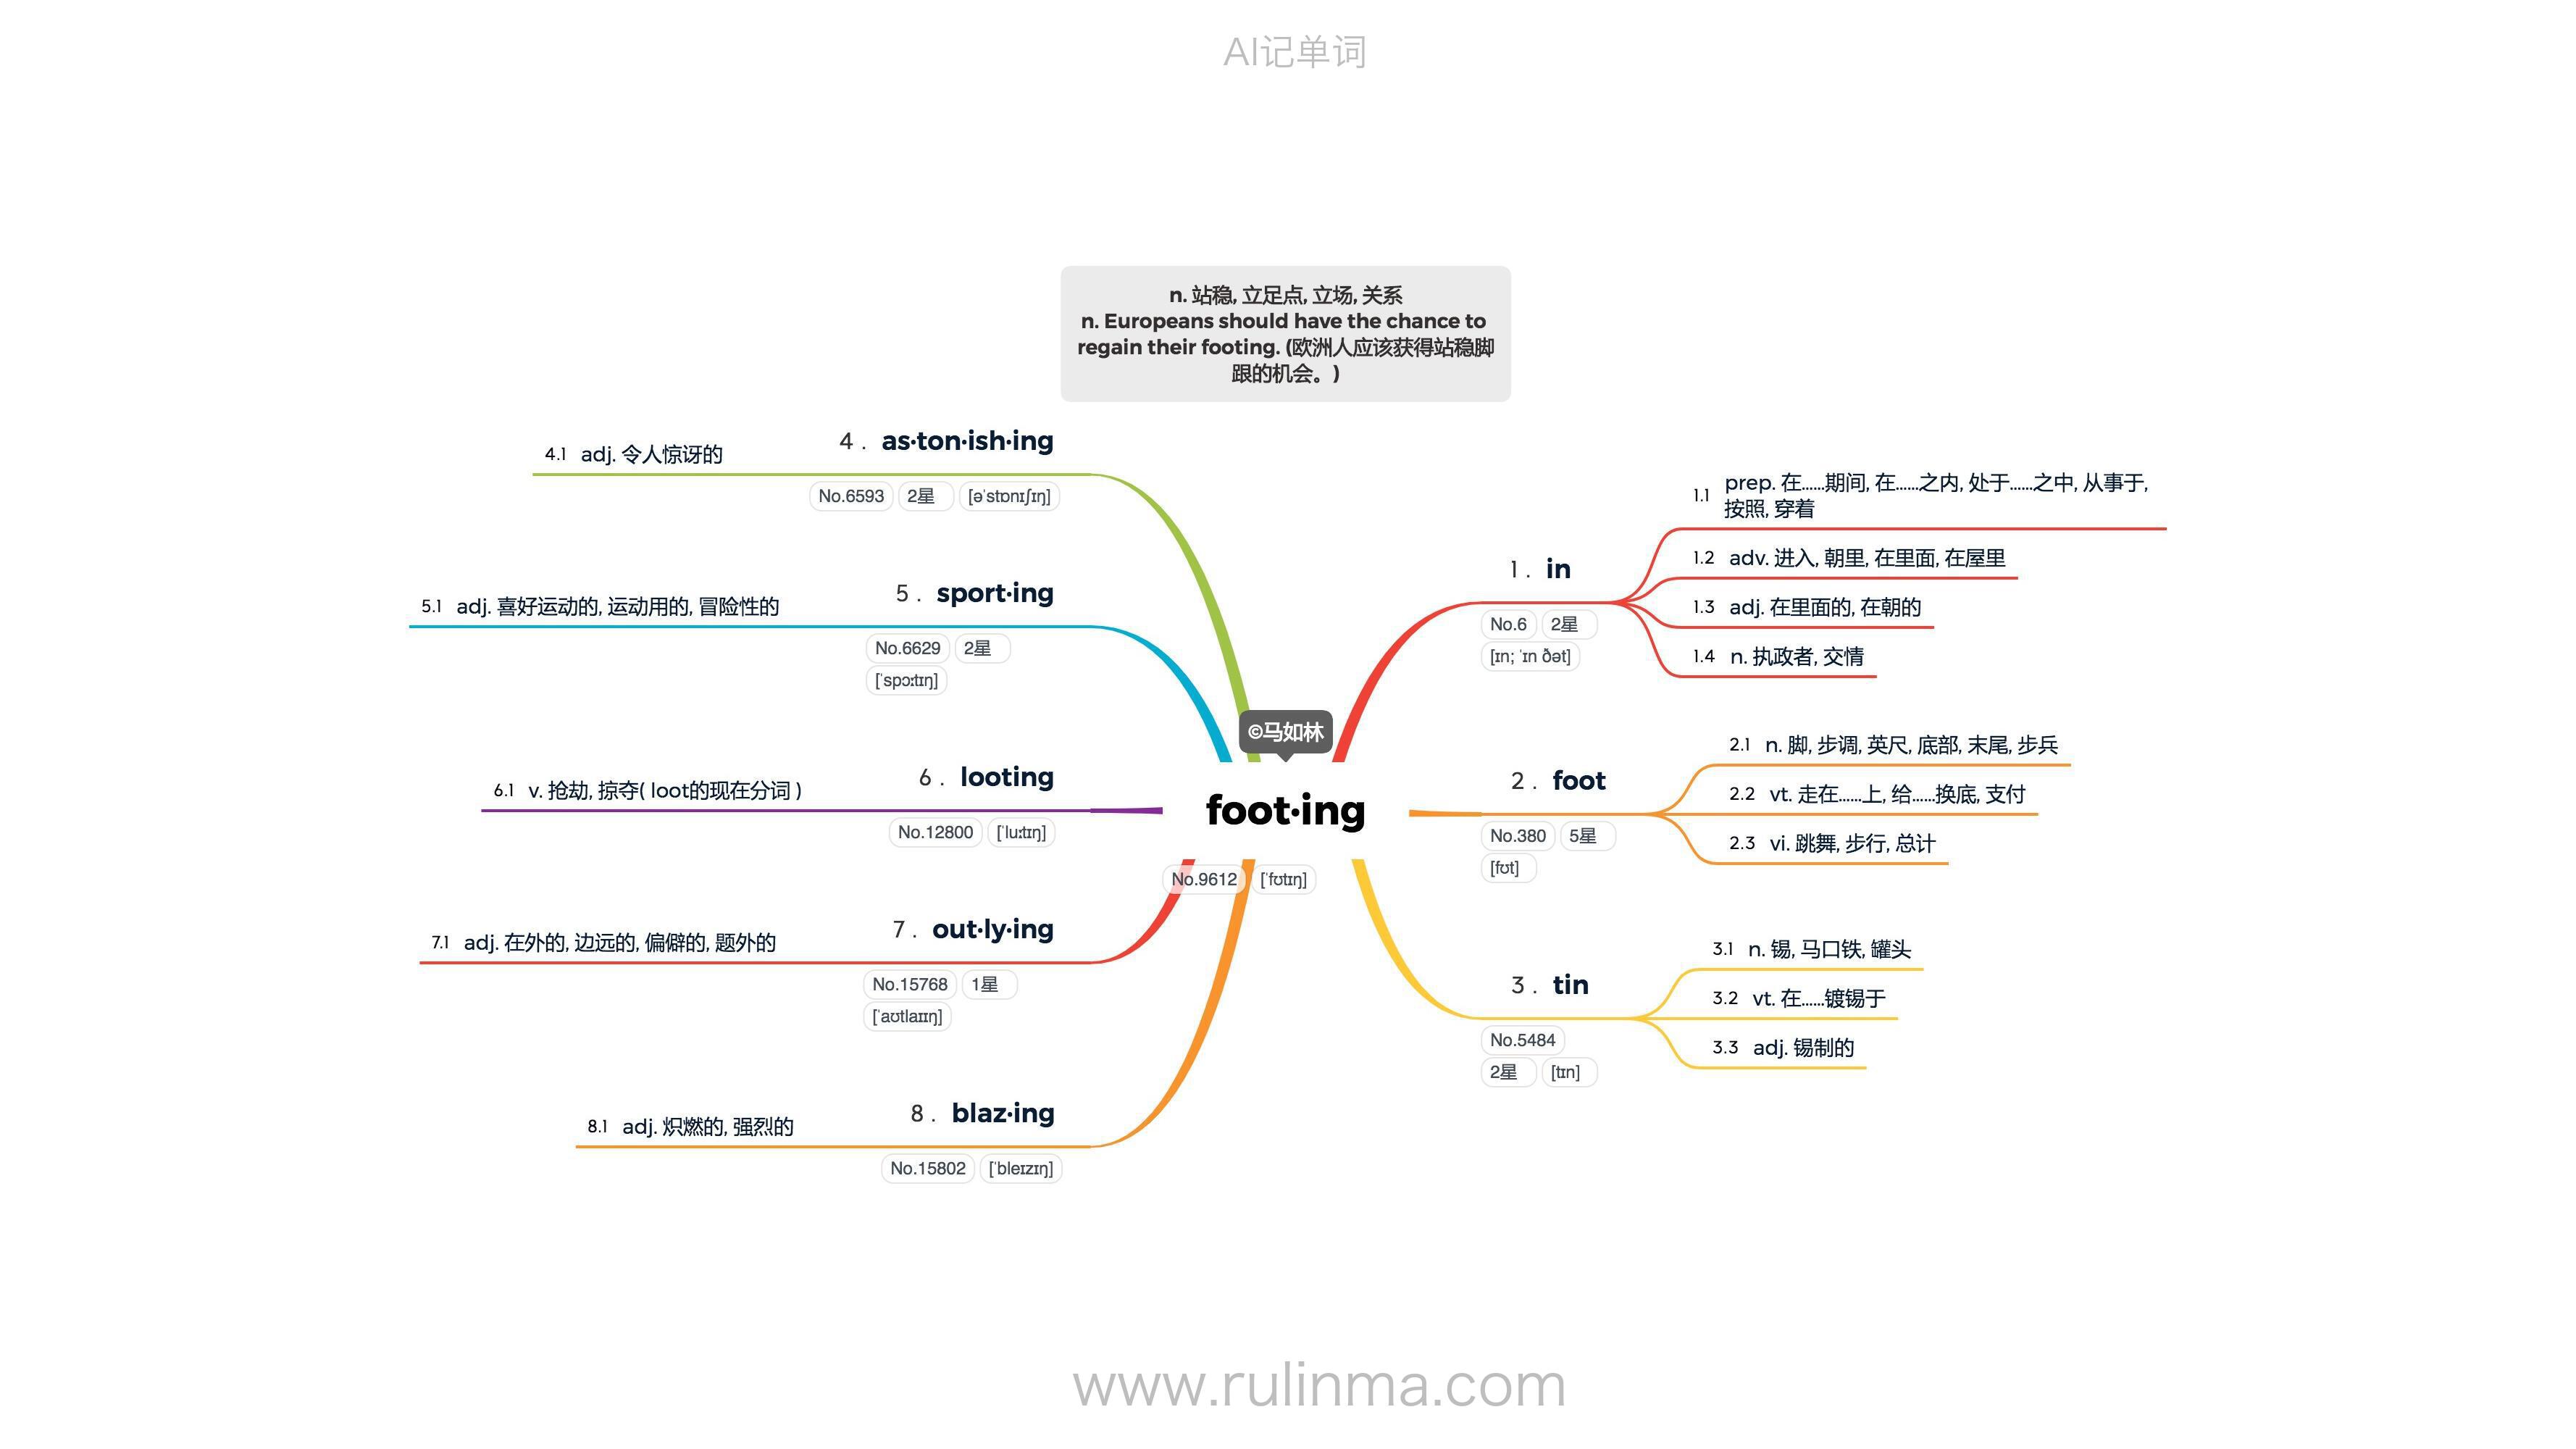 AI记单词
n. 站稳, 立足点, 立场, 关系
n. Europeans should have the chance to
regain their footing. (欧洲人应该获得站稳脚
跟的机会。)
©马如林
foot·ing
No.9612 [ˈfʊtɪŋ]
1 . in
No.6 2星
[ɪn; ˈɪn ðət]
1.1 prep. 在……期间, 在……之内, 处于……之中, 从事于,
按照, 穿着
1.2 adv. 进入, 朝里, 在里面, 在屋里
1.3 adj. 在里面的, 在朝的
1.4 n. 执政者, 交情
2 . foot
No.380 5星
[fʊt]
2.1 n. 脚, 步调, 英尺, 底部, 末尾, 步兵
2.2 vt. 走在……上, 给……换底, 支付
2.3 vi. 跳舞, 步行, 总计
3 . tin
No.5484
2星 [tɪn]
3.1 n. 锡, 马口铁, 罐头
3.2 vt. 在……镀锡于
3.3 adj. 锡制的
4 . as·ton·ish·ing
No.6593 2星 [əˈstɒnɪʃɪŋ]
4.1 adj. 令人惊讶的
5 . sport·ing
No.6629 2星
[ˈspɔːtɪŋ]
5.1 adj. 喜好运动的, 运动用的, 冒险性的
6 . looting
No.12800 [ˈluːtɪŋ]
6.1 v. 抢劫, 掠夺( loot的现在分词 )
7 . out·ly·ing
No.15768 1星
[ˈaʊtlaɪɪŋ]
7.1 adj. 在外的, 边远的, 偏僻的, 题外的
8 . blaz·ing
No.15802 [ˈbleɪzɪŋ]
8.1 adj. 炽燃的, 强烈的
www.rulinma.com